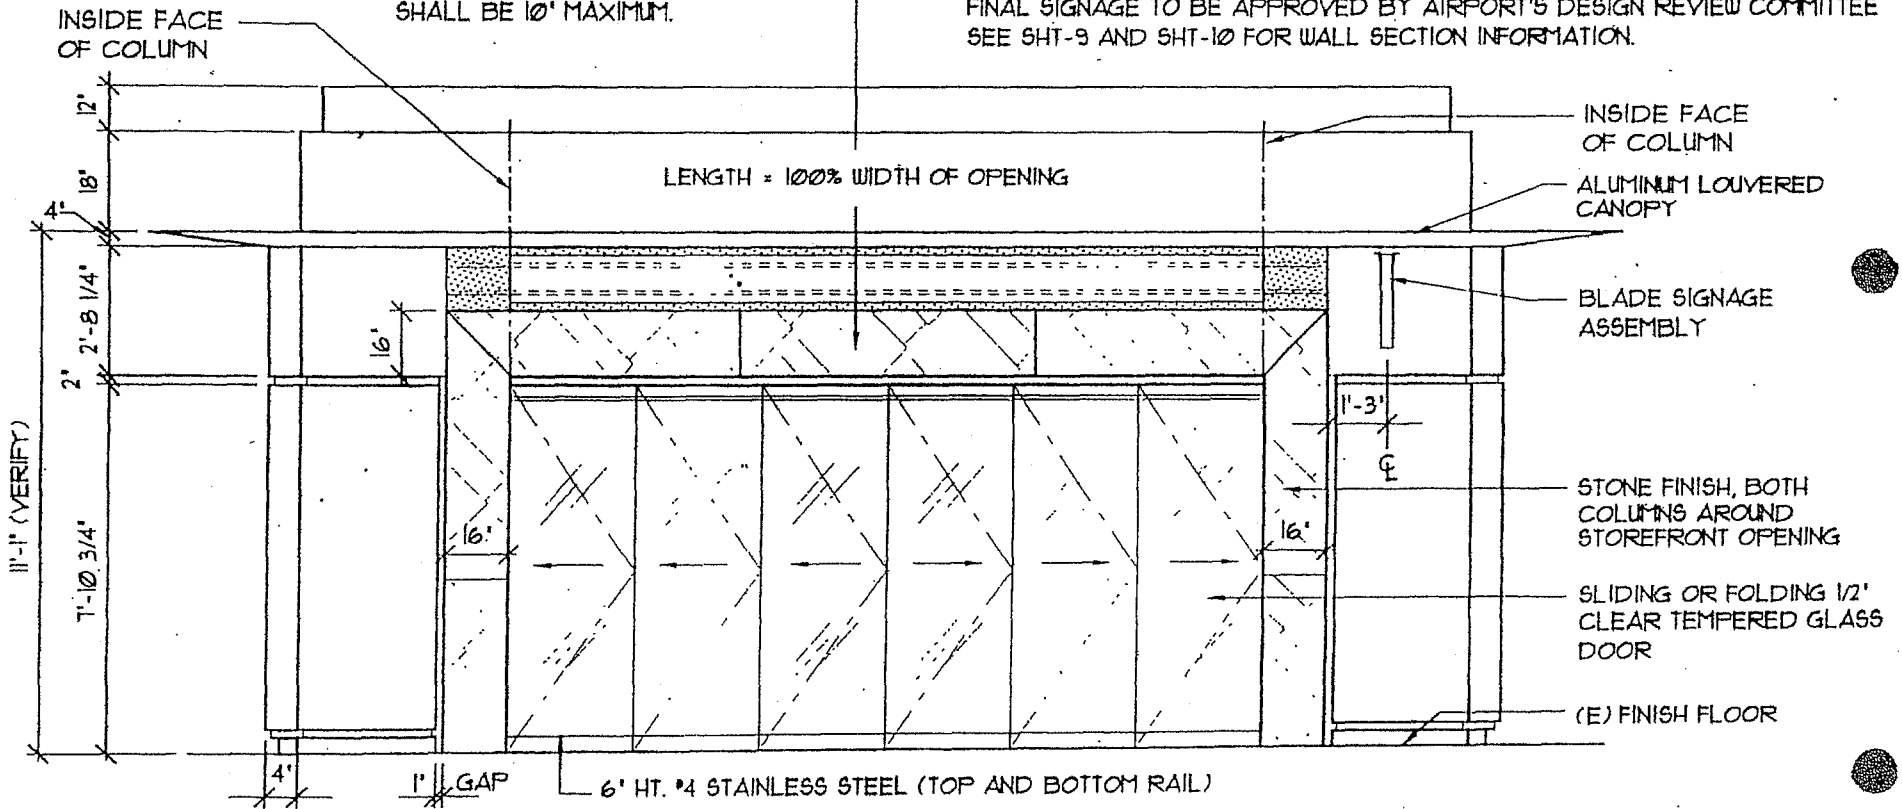 SHALL BE 10" MAXIMUM.
FINAL SIGNAGE TO BE APPROVED BY AIRPORT'S DESIGN REVIEW COMMITTEE
SEE SHT-9 AND SHT-10 FOR WALL SECTION INFORMATION.
INSIDE FACE
OF COLUMN
INSIDE FACE
OF COLUMN
LENGTH = 100% WIDTH OF OPENING
ALUMINUM LOUVERED
CANOPY
BLADE SIGNAGE
ASSEMBLY
12"
18"
4"
2'-8 1/4"
16"
2"
11'-1" (VERIFY)
7'-10 3/4"
1'-3"
℄
16"
16"
STONE FINISH, BOTH
COLUMNS AROUND
STOREFRONT OPENING
SLIDING OR FOLDING 1/2"
CLEAR TEMPERED GLASS
DOOR
(E) FINISH FLOOR
4"
1" GAP
6" HT. #4 STAINLESS STEEL (TOP AND BOTTOM RAIL)